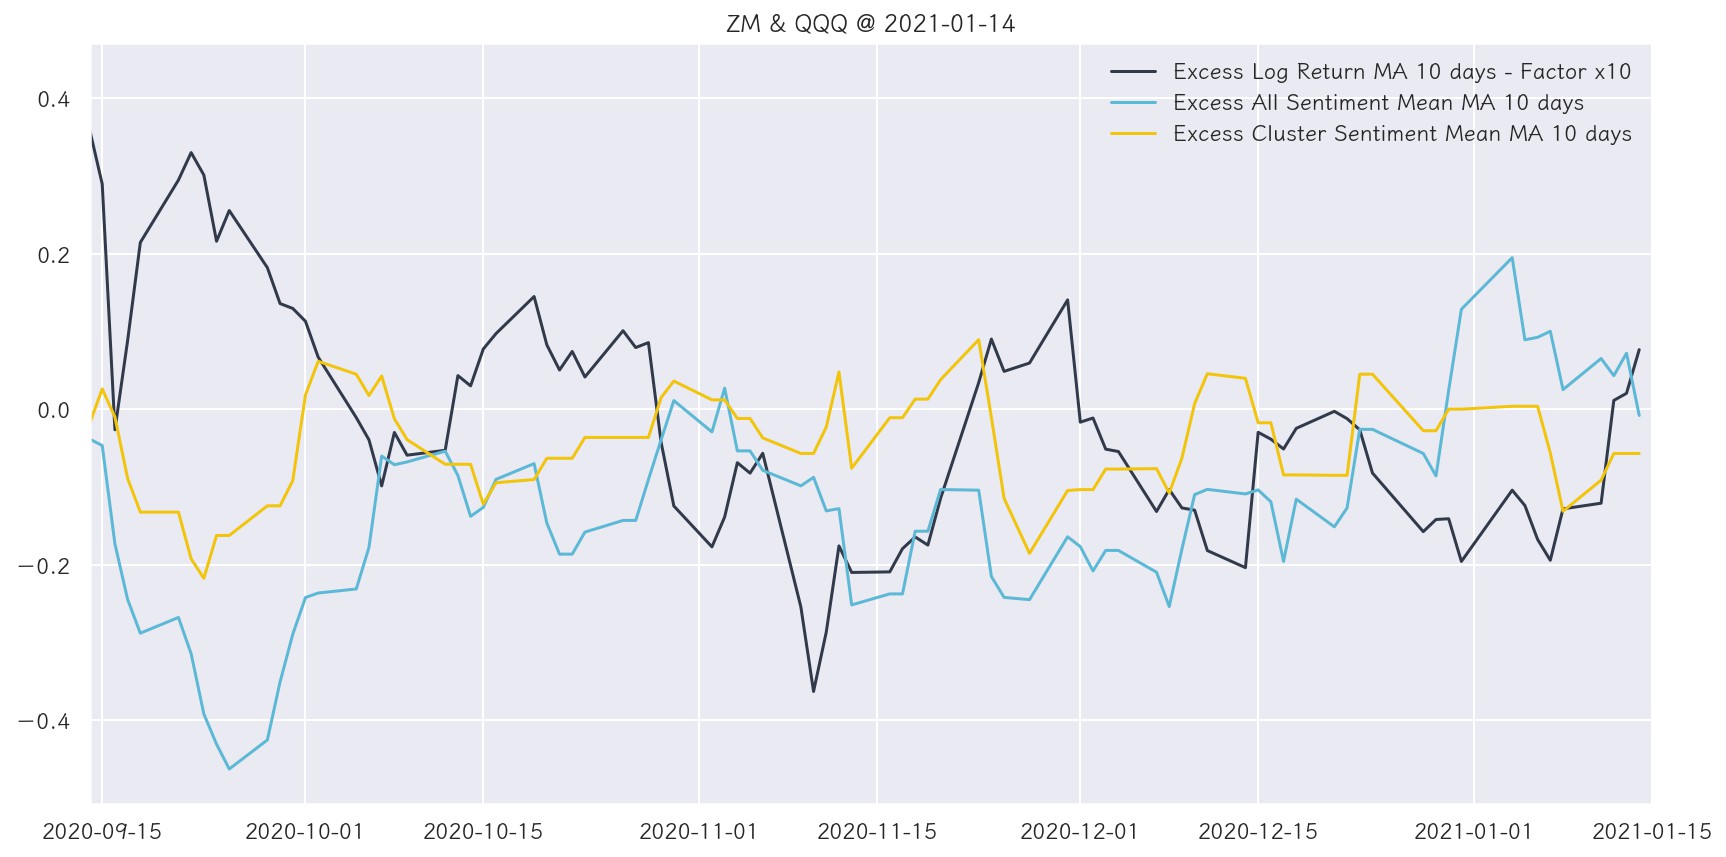 ZM & QQQ @ 2021-01-14
Excess Log Return MA 10 days - Factor x10
Excess All Sentiment Mean MA 10 days
Excess Cluster Sentiment Mean MA 10 days
0.4
0.2
0.0
−0.2
−0.4
2020-09-15 2020-10-01 2020-10-15 2020-11-01 2020-11-15 2020-12-01 2020-12-15 2021-01-01 2021-01-15